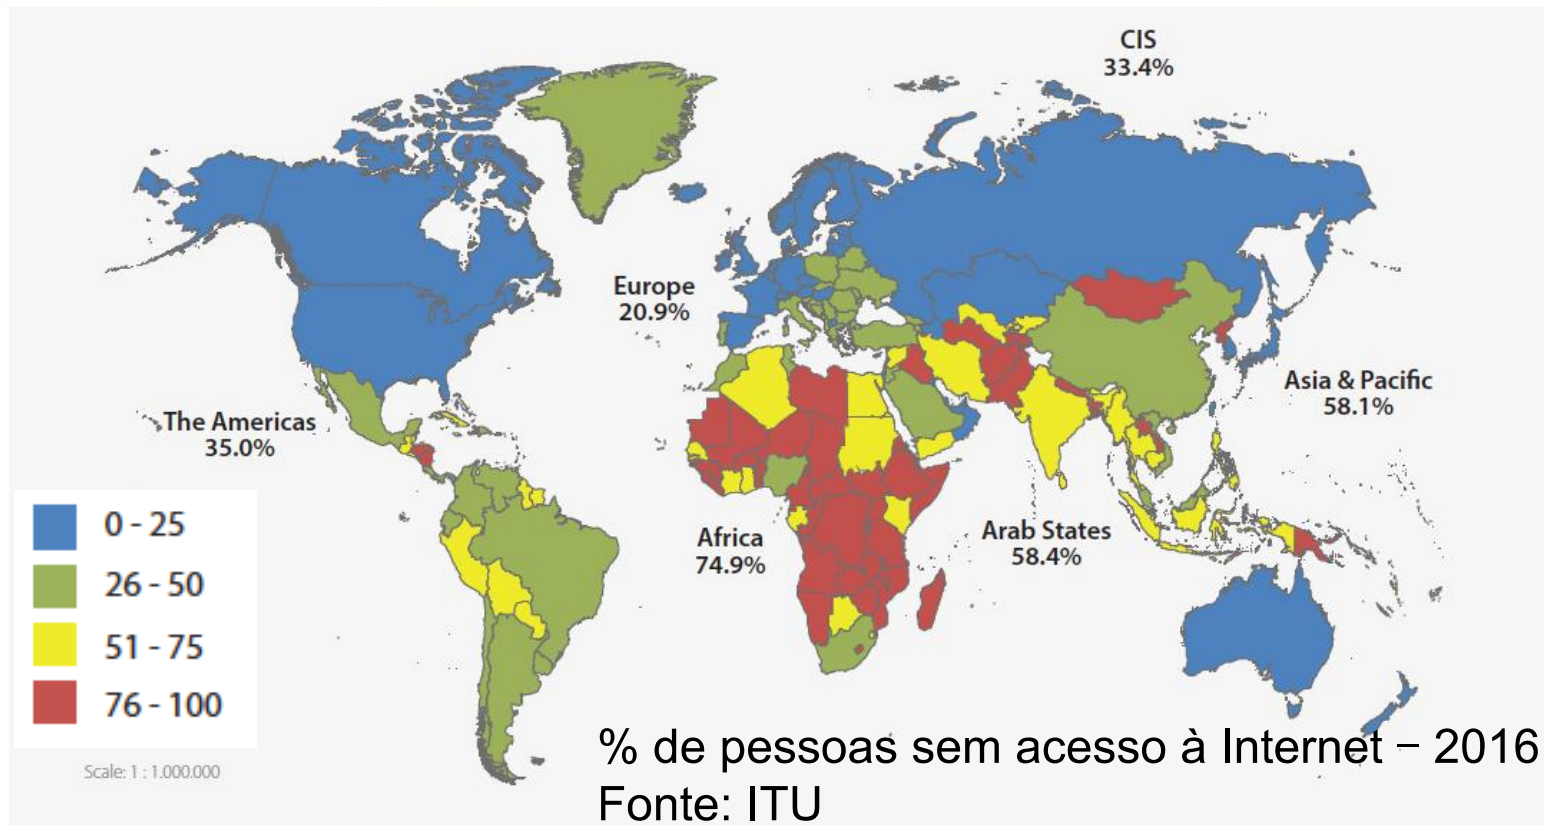 CIS
33.4%
Europe
20.9%
Asia & Pacific
58.1%
The Americas
35.0%
0 - 25
26 - 50
51 - 75
76 - 100
Africa
74.9%
Arab States
58.4%
Scale: 1 : 1.000.000
% de pessoas sem acesso à Internet – 2016
Fonte: ITU